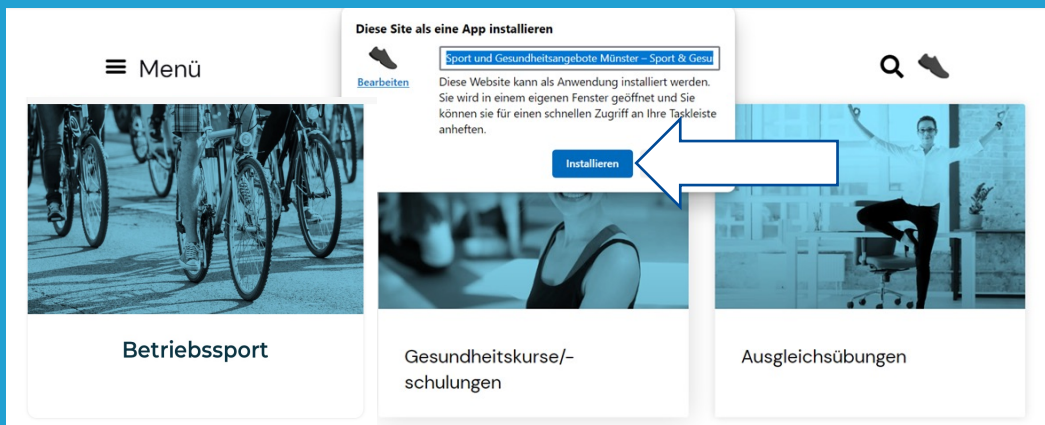 Diese Site als eine App installieren
Menü
Sport und Gesundheitsangebote Münster – Sport & Gesu
Bearbeiten
Diese Website kann als Anwendung installiert werden.
Sie wird in einem eigenen Fenster geöffnet und Sie
können sie für einen schnellen Zugriff an Ihre Taskleiste
anheften.
Installieren
Betriebssport
Gesundheitskurse/-
schulungen
Ausgleichsübungen